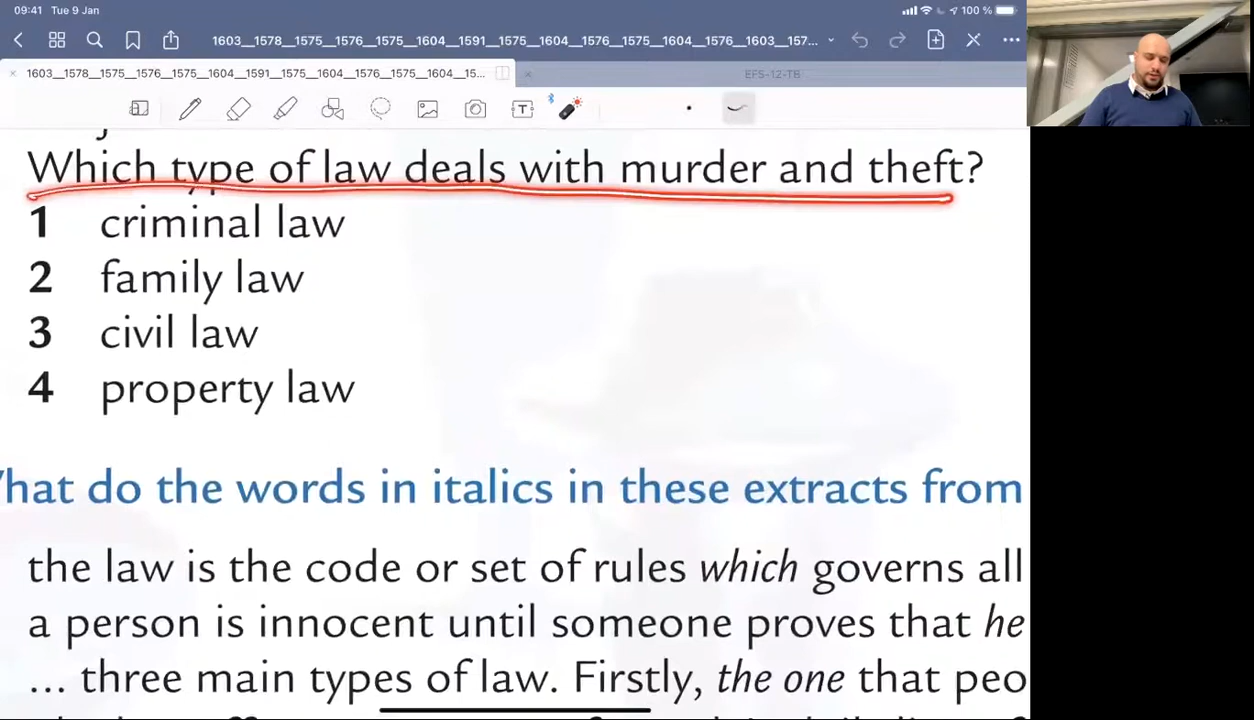 09:41 Tue 9 Jan
100 %
1603__1578__1575__1576__1575__1604__1591__1575__1604__1576__1575__1604__1576__1603__157...
1603__1578__1575__1576__1575__1604__1591__1575__1604__1576__1575__1604__15...
EFS-12-TB
Which type of law deals with murder and theft?
1 criminal law
2 family law
3 civil law
4 property law
hat do the words in italics in these extracts from
the law is the code or set of rules which governs all
a person is innocent until someone proves that he
... three main types of law. Firstly, the one that peo